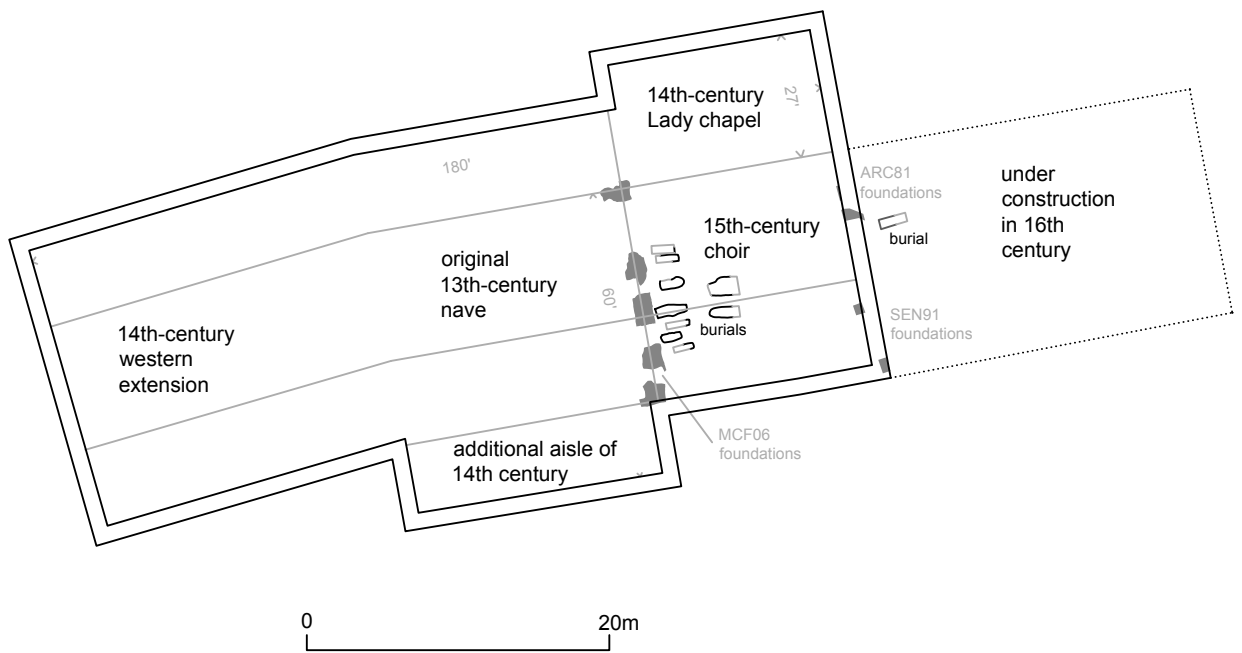 14th-century
Lady chapel
27'
180'
ARC81
foundations
under
construction
in 16th
century
15th-century
choir
burial
original
13th-century
nave
60'
burials
SEN91
foundations
14th-century
western
extension
MCF06
foundations
additional aisle of
14th century
0
20m